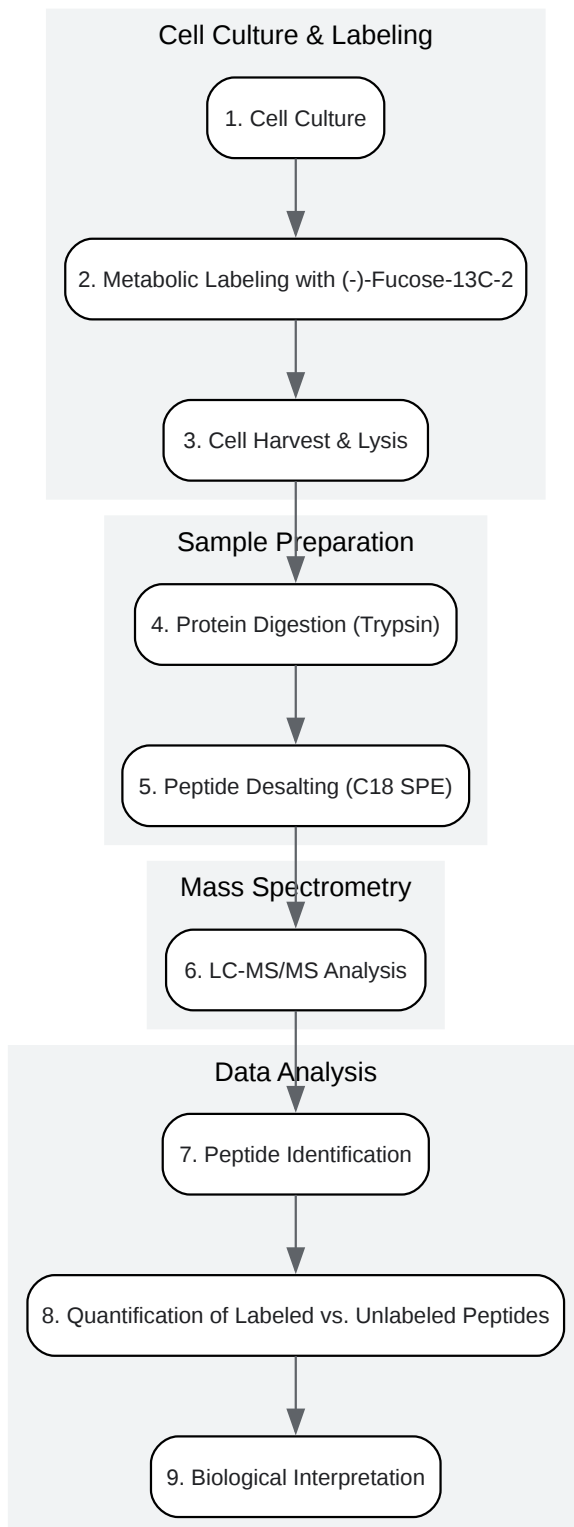 Cell Culture & Labeling
1. Cell Culture
2. Metabolic Labeling with (-)-Fucose-13C-2
3. Cell Harvest & Lysis
Sample Preparation
4. Protein Digestion (Trypsin)
5. Peptide Desalting (C18 SPE)
Mass Spectrometry
6. LC-MS/MS Analysis
Data Analysis
7. Peptide Identification
8. Quantification of Labeled vs. Unlabeled Peptides
9. Biological Interpretation